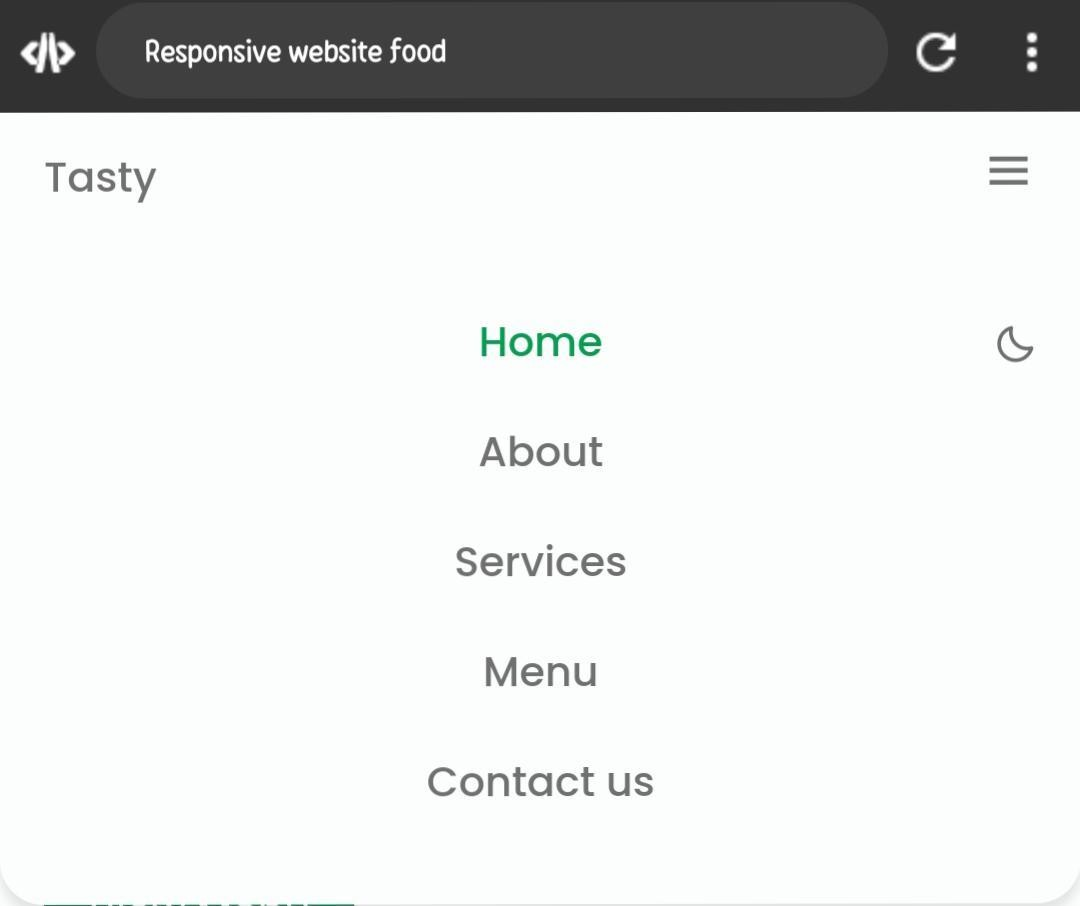 Responsive website food
Tasty
Home
About
Services
Menu
Contact us